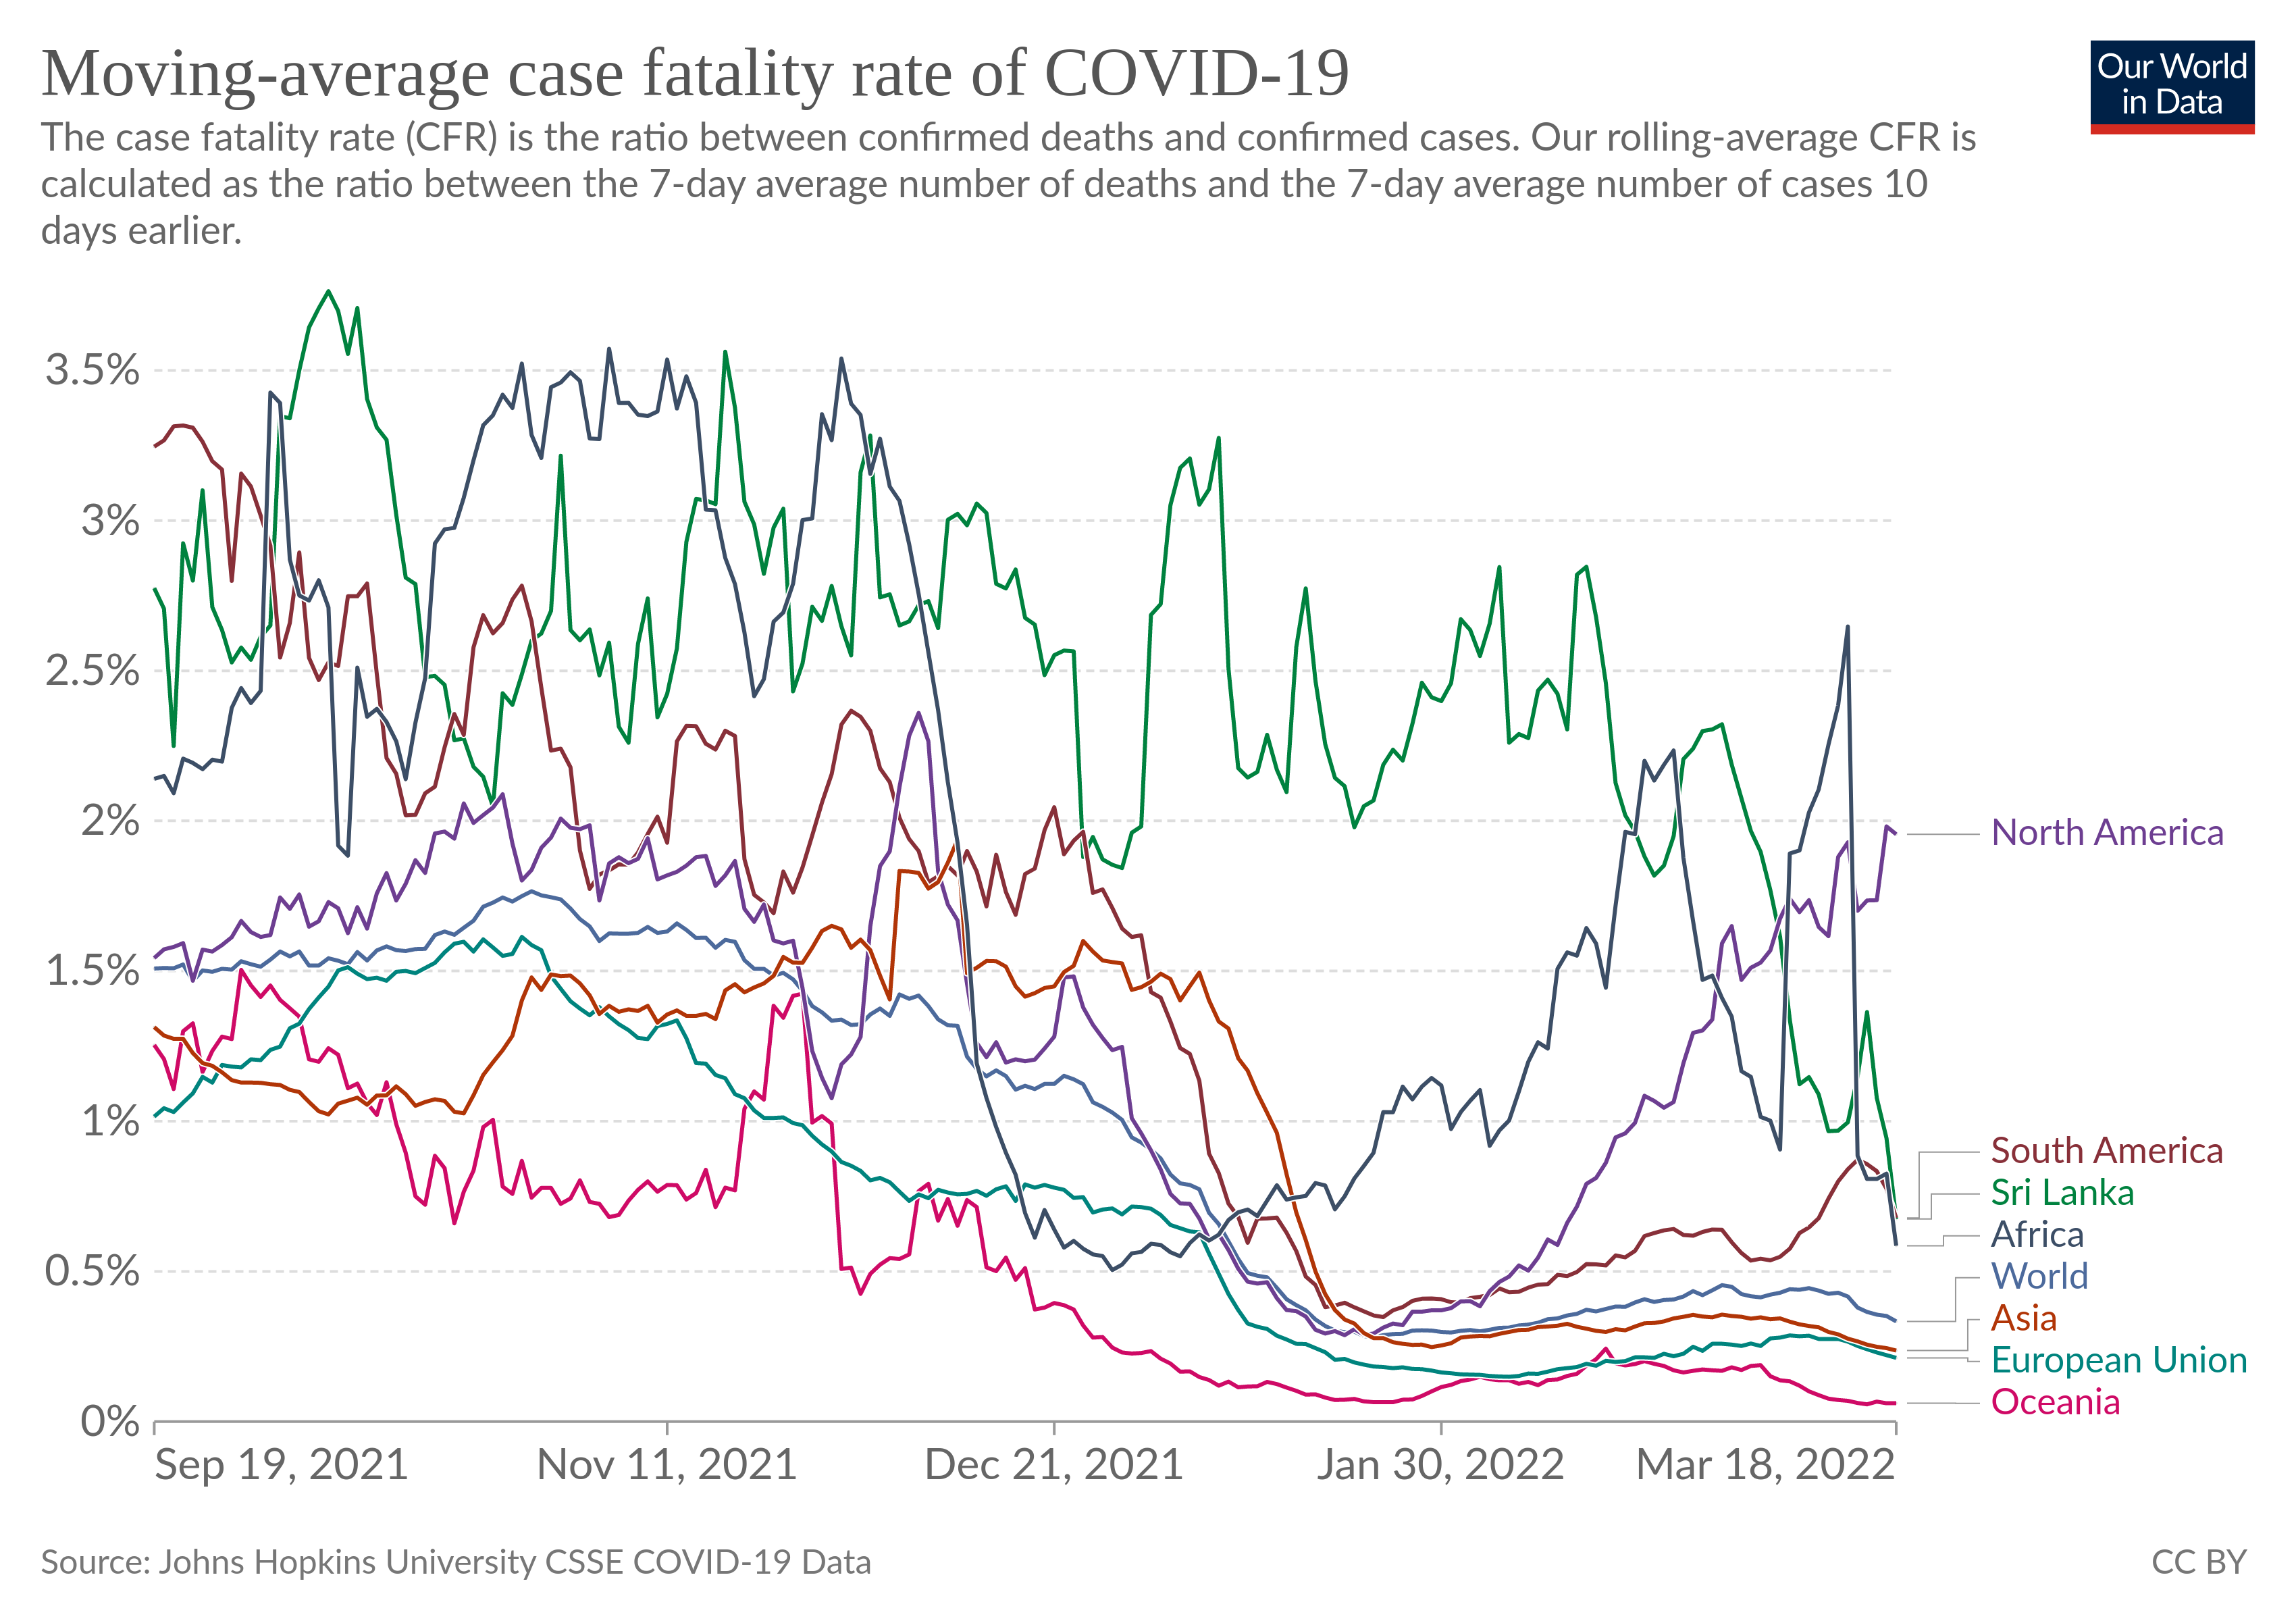 Moving-average case fatality rate of COVID-19
Our World
in Data
The case fatality rate (CFR) is the ratio between confirmed deaths and confirmed cases. Our rolling-average CFR is
calculated as the ratio between the 7-day average number of deaths and the 7-day average number of cases 10
days earlier.
3.5%
3%
2.5%
2%
1.5%
1%
0.5%
0%
North America
South America
Sri Lanka
Africa
World
Asia
European Union
Oceania
Sep 19, 2021
Nov 11, 2021
Dec 21, 2021
Jan 30, 2022
Mar 18, 2022
Source: Johns Hopkins University CSSE COVID-19 Data
CC BY